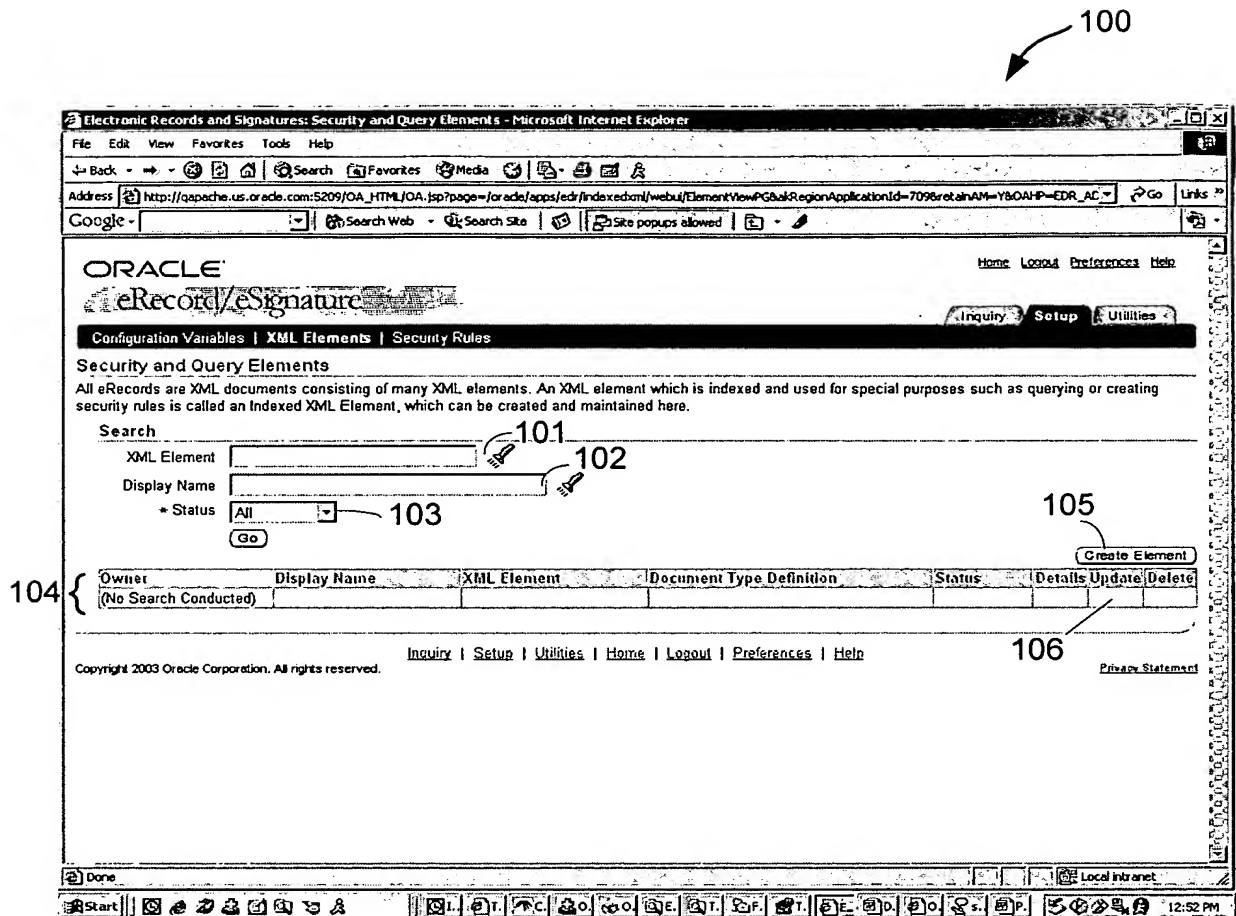 100
Electronic Records and Signatures: Security and Query Elements - Microsoft Internet Explorer
File Edit View Favorites Tools Help
Back Search Favorites Media
Address http://qapache.us.oracle.com:5209/OA_HTML/OA.jsp?page=/oracle/apps/edr/indexedxml/webui/ElementViewPG&akRegionApplicationId=709&retainAM=Y&OAHP=EDR_AD Go Links »
Google - Search Web - Search Site Site popups allowed
ORACLE Home Logout Preferences Help
eRecord/eSignature
Inquiry Setup Utilities
Configuration Variables | XML Elements | Security Rules
Security and Query Elements
All eRecords are XML documents consisting of many XML elements. An XML element which is indexed and used for special purposes such as querying or creating
security rules is called an Indexed XML Element, which can be created and maintained here.
Search
XML Element 101
Display Name 102
* Status All 103
Go
105
Create Element
104
Owner Display Name XML Element Document Type Definition Status Details Update Delete
(No Search Conducted)
106
Inquiry | Setup | Utilities | Home | Logout | Preferences | Help
Copyright 2003 Oracle Corporation. All rights reserved. Privacy Statement
Done Local intranet
Start I.. T.. C.. O.. O.. E.. T.. F.. T.. E.. D.. O.. S.. P.. 12:52 PM